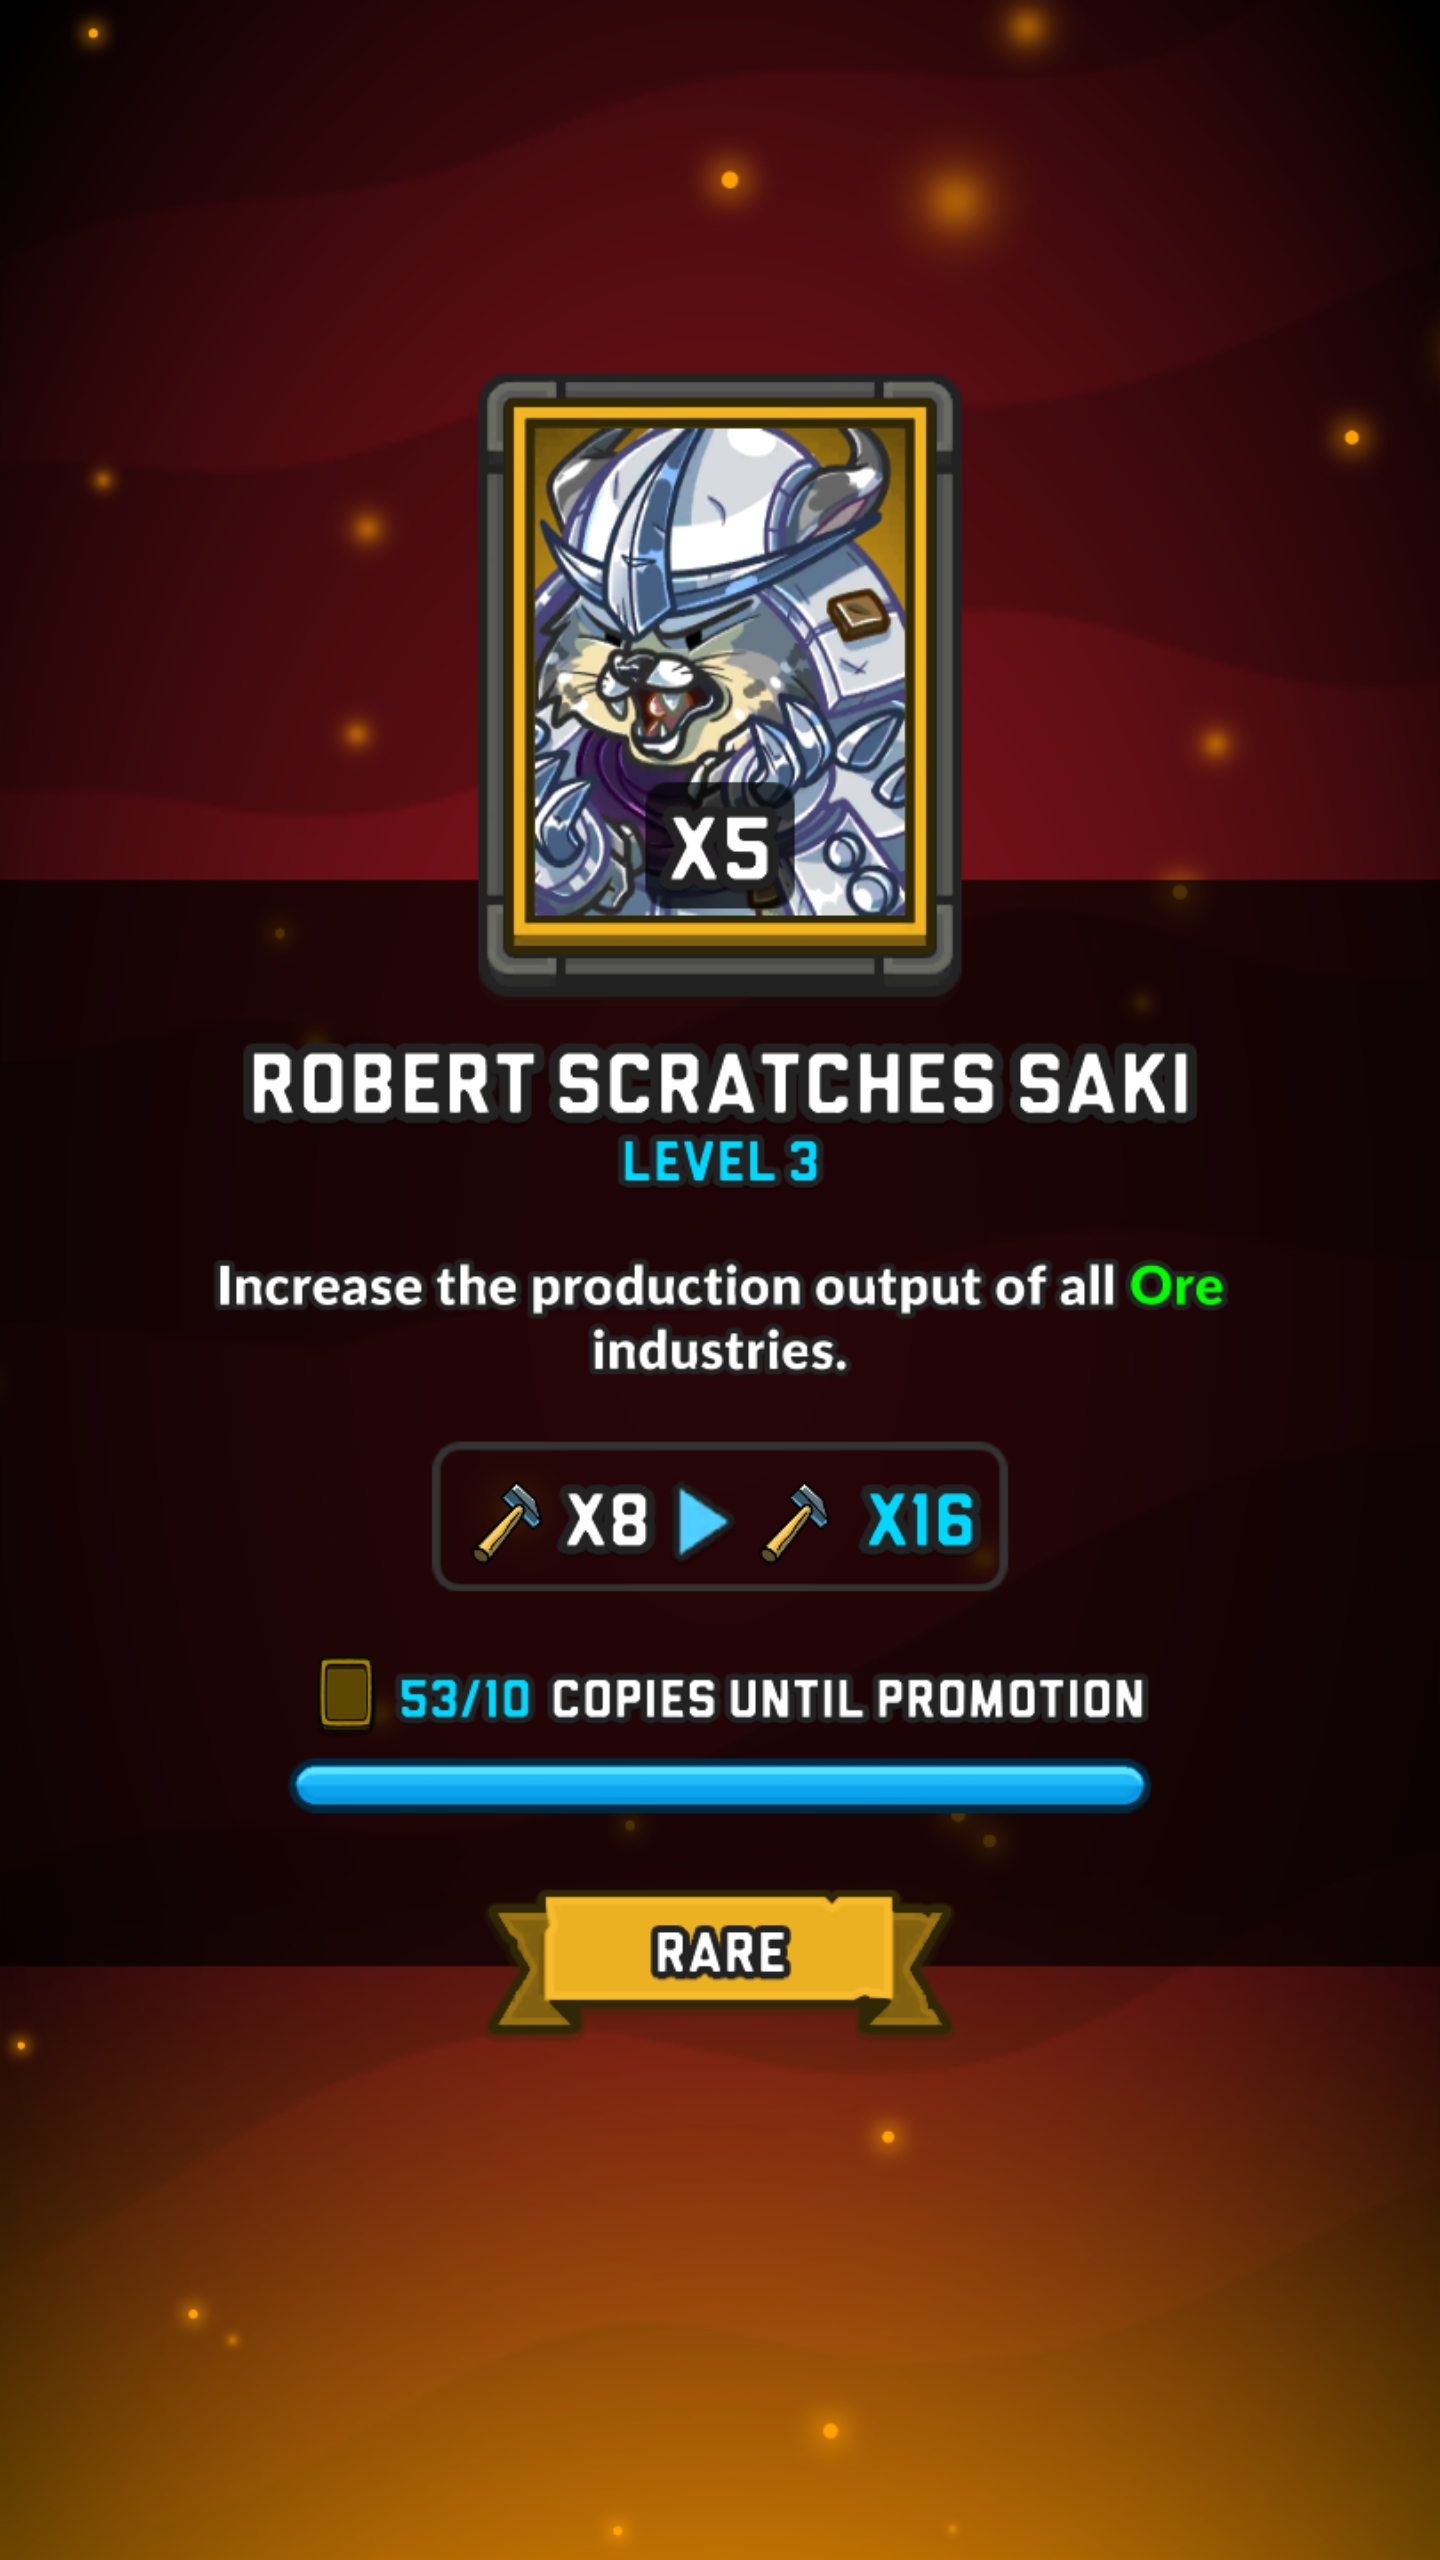 X5
ROBERT SCRATCHES SAKI
LEVEL 3
Increase the production output of all Ore
industries.
X8 X16
53/10 COPIES UNTIL PROMOTION
RARE